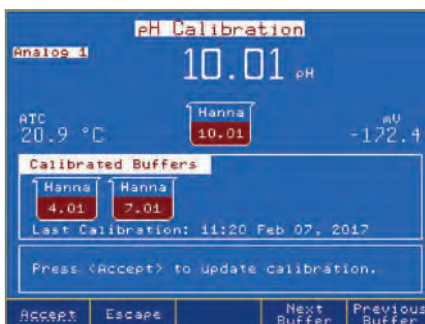 pH Calibration
Analog 1
10.01 pH
Hanna
10.01
ATC
20.9 °C
mV
-172.4
Calibrated Buffers
Hanna Hanna
4.01 7.01
Last Calibration: 11:20 Feb 07, 2017
Press <Accept> to update calibration.
Accept Escape Next Buffer Previous Buffer